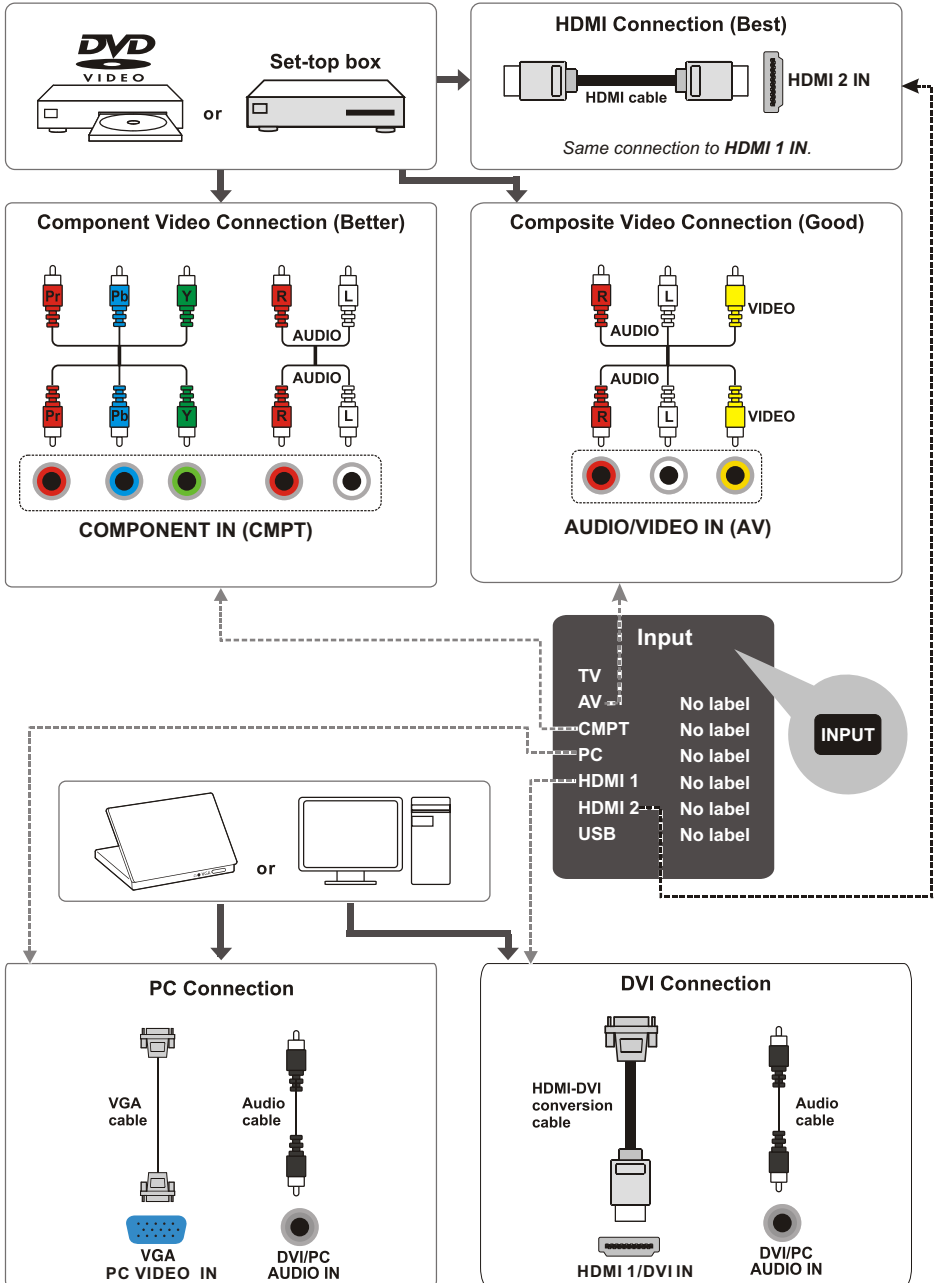 DVD
VIDEO
or
Set-top box
HDMI Connection (Best)
HDMI cable
HDMI 2 IN
Same connection to HDMI 1 IN.
Component Video Connection (Better)
Pr Pb Y R L
AUDIO
AUDIO
Pr Pb Y R L
COMPONENT IN (CMPT)
Composite Video Connection (Good)
R L VIDEO
AUDIO
AUDIO
R L VIDEO
AUDIO/VIDEO IN (AV)
Input
TV
AV No label
CMPT No label
PC No label
HDMI 1 No label
HDMI 2 No label
USB No label
INPUT
or
PC Connection
VGA
cable
Audio
cable
VGA
PC VIDEO IN
DVI/PC
AUDIO IN
DVI Connection
HDMI-DVI
conversion
cable
Audio
cable
HDMI 1/DVI IN
DVI/PC
AUDIO IN